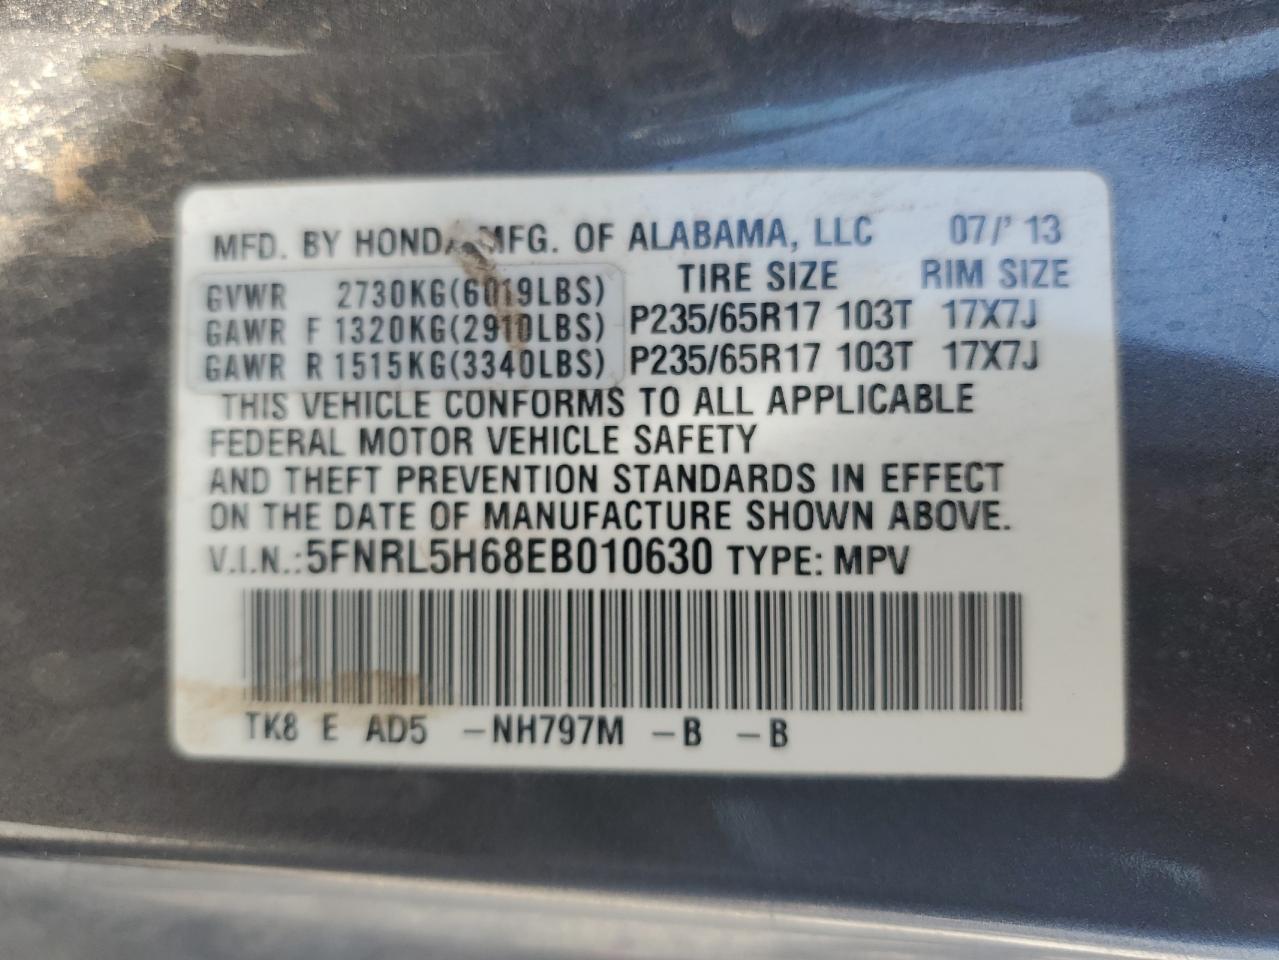 MFD. BY HONDA MFG. OF ALABAMA, LLC 07/' 13
GVWR 2730KG(6019LBS) TIRE SIZE RIM SIZE
GAWR F 1320KG(2910LBS) P235/65R17 103T 17X7J
GAWR R 1515KG(3340LBS) P235/65R17 103T 17X7J
THIS VEHICLE CONFORMS TO ALL APPLICABLE
FEDERAL MOTOR VEHICLE SAFETY
AND THEFT PREVENTION STANDARDS IN EFFECT
ON THE DATE OF MANUFACTURE SHOWN ABOVE.
V.I.N.:5FNRL5H68EB010630 TYPE: MPV
TK8 E AD5 -NH797M -B -B